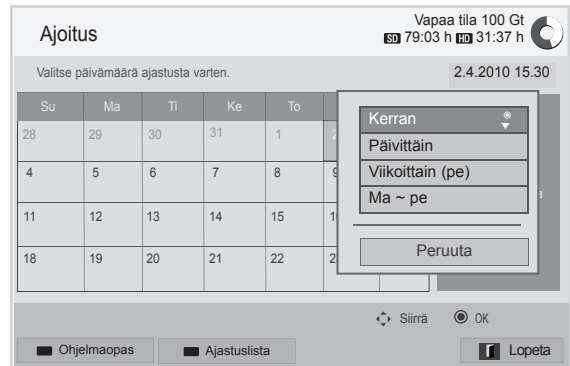 Ajoitus
Vapaa tila 100 Gt
SD 79:03 h HD 31:37 h
Valitse päivämäärä ajastusta varten.
2.4.2010 15.30
Su Ma Ti Ke To
28 29 30 31 1
4 5 6 7 8
11 12 13 14 15
18 19 20 21 22
Kerran
Päivittäin
Viikoittain (pe)
Ma ~ pe
Peruuta
Siirrä OK
Ohjelmaopas Ajastuslista Lopeta